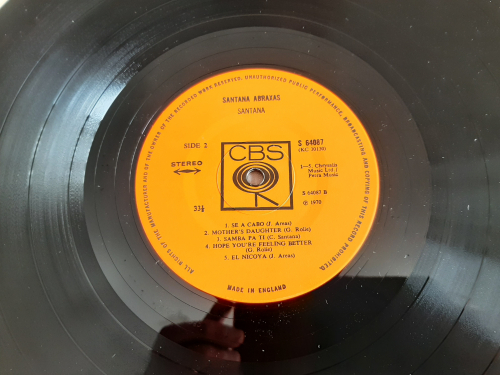 ALL RIGHTS OF THE MANUFACTURER AND OF THE OWNER OF THE RECORDED WORK RESERVED. UNAUTHORISED PUBLIC PERFORMANCE, BROADCASTING AND COPYING OF THIS RECORD PROHIBITED.
SANTANA ABRAXAS
SANTANA
SIDE 2
S 64087
(KC 30130)
STEREO
CBS
1—5. Chrysalis
Music Ltd./
Petra Music
S 64087 B
33⅓
℗ 1970
1 SE A CABO (J. Areas)
2. MOTHER'S DAUGHTER (G. Rolie)
3. SAMBA PA TI (C. Santana)
4. HOPE YOU'RE FEELING BETTER
(G. Rolie)
5. EL NICOYA (J. Areas)
MADE IN ENGLAND